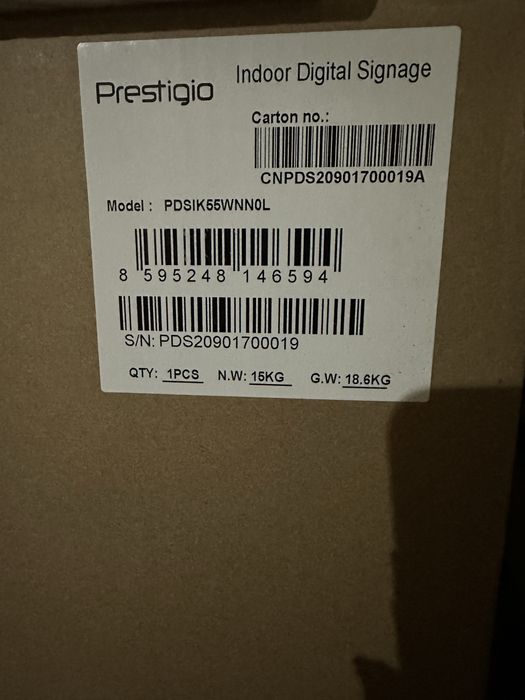 Prestigio
Indoor Digital Signage
Carton no.:
CNPDS20901700019A
Model : PDSIK55WNN0L
8 595248 146594
S/N: PDS20901700019
QTY: 1PCS N.W: 15KG G.W: 18.6KG